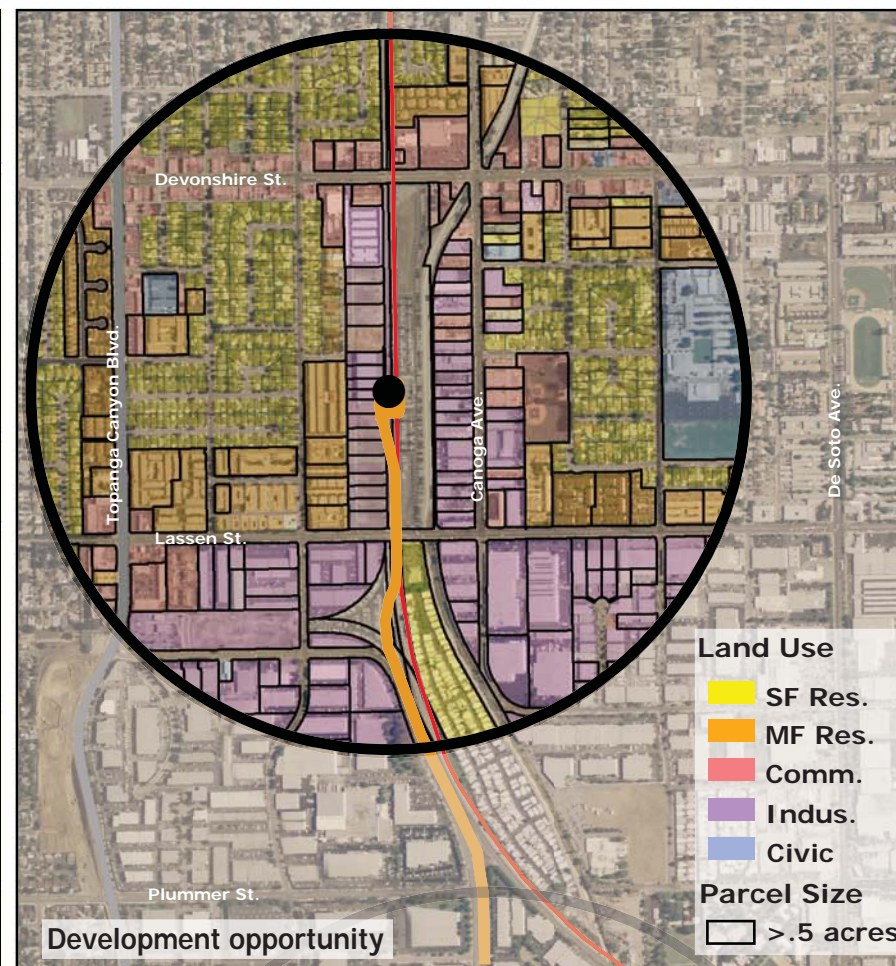 Devonshire St.
Topanga Canyon Blvd.
Canoga Ave.
De Soto Ave.
Lassen St.
Land Use
SF Res.
MF Res.
Comm.
Indus.
Civic
Plummer St.
Parcel Size
>.5 acres
Development opportunity